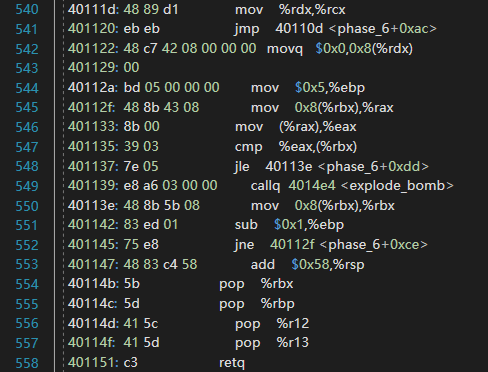 540 40111d: 48 89 d1 mov %rdx,%rcx
541 401120: eb eb jmp 40110d <phase_6+0xac>
542 401122: 48 c7 42 08 00 00 00 movq $0x0,0x8(%rdx)
543 401129: 00
544 40112a: bd 05 00 00 00 mov $0x5,%ebp
545 40112f: 48 8b 43 08 mov 0x8(%rbx),%rax
546 401133: 8b 00 mov (%rax),%eax
547 401135: 39 03 cmp %eax,(%rbx)
548 401137: 7e 05 jle 40113e <phase_6+0xdd>
549 401139: e8 a6 03 00 00 callq 4014e4 <explode_bomb>
550 40113e: 48 8b 5b 08 mov 0x8(%rbx),%rbx
551 401142: 83 ed 01 sub $0x1,%ebp
552 401145: 75 e8 jne 40112f <phase_6+0xce>
553 401147: 48 83 c4 58 add $0x58,%rsp
554 40114b: 5b pop %rbx
555 40114c: 5d pop %rbp
556 40114d: 41 5c pop %r12
557 40114f: 41 5d pop %r13
558 401151: c3 retq